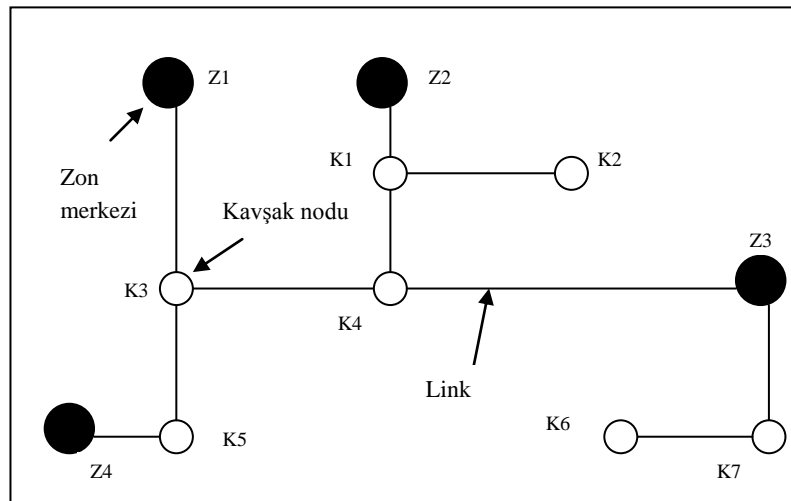 Z1
Z2
K1
K2
Zon
merkezi
Kavşak nodu
Z3
K3
K4
Link
K6
K5
Z4
K7